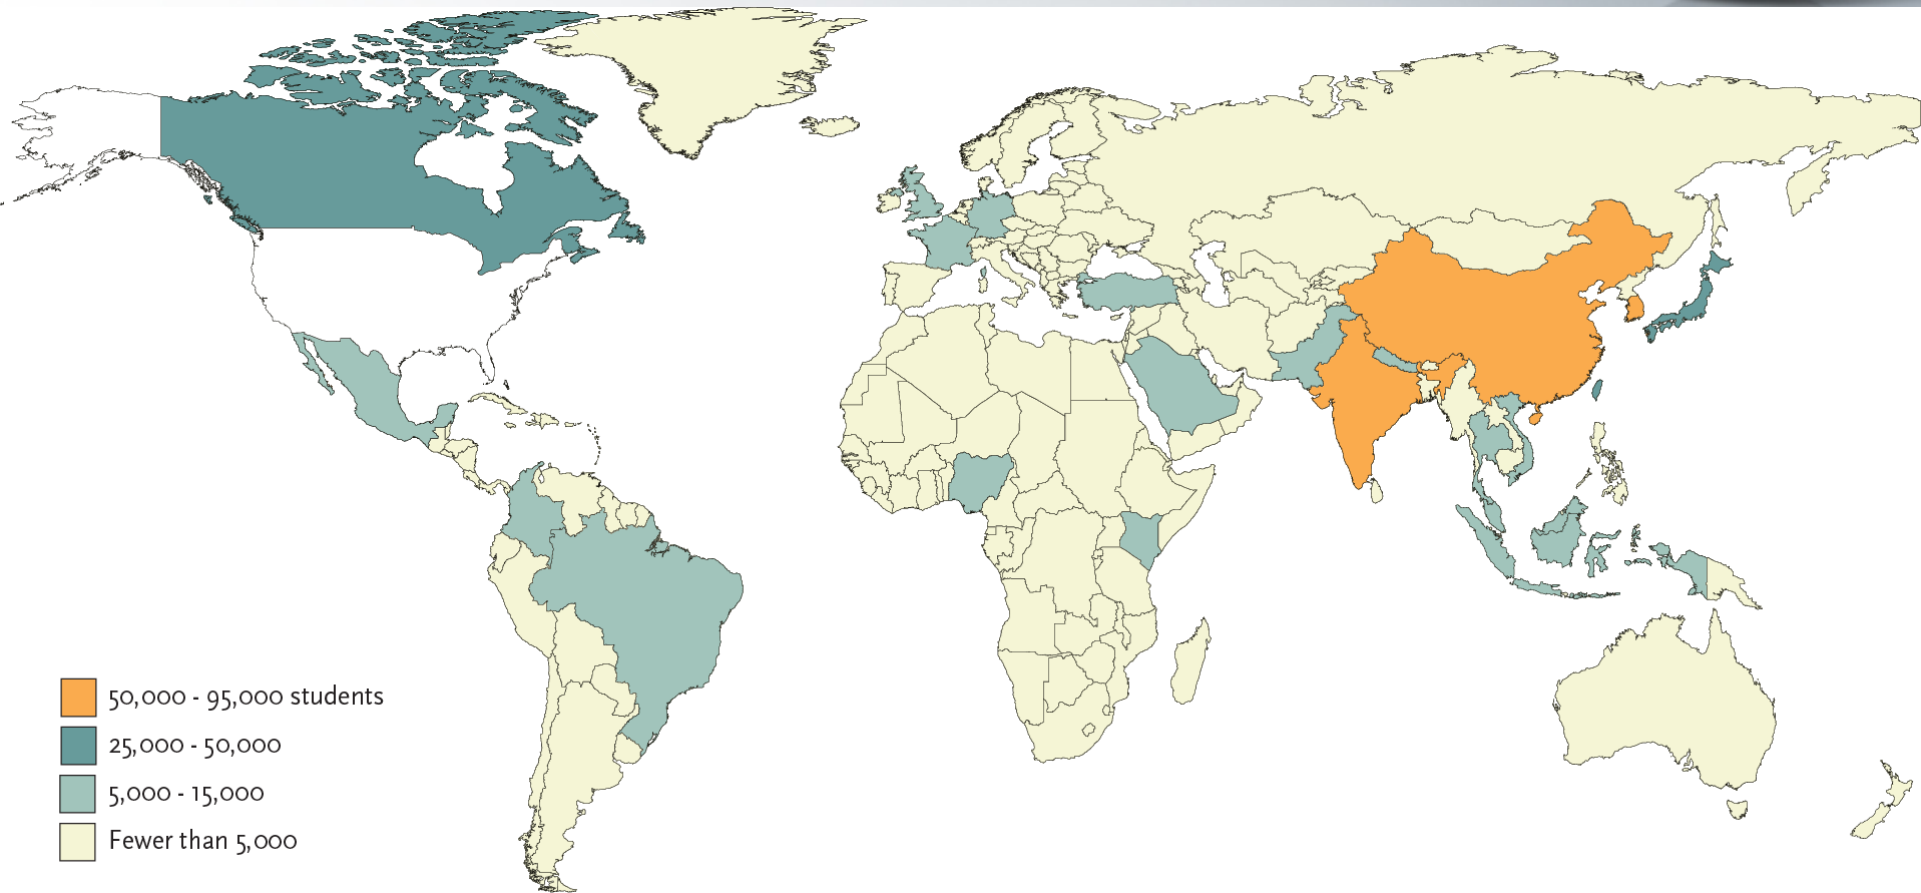 50,000 - 95,000 students
25,000 - 50,000
5,000 - 15,000
Fewer than 5,000